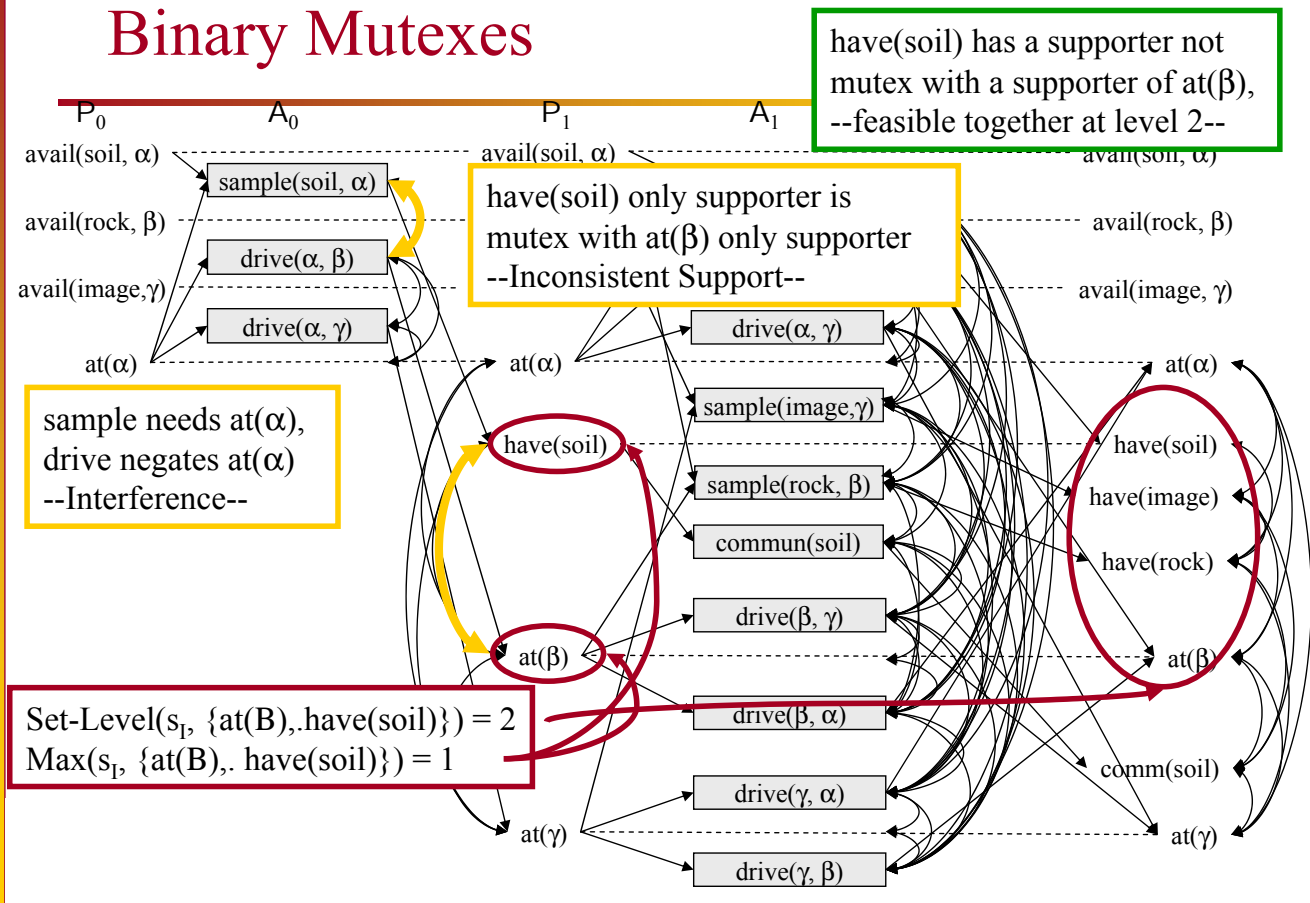 Binary Mutexes
have(soil) has a supporter not
mutex with a supporter of at(β),
--feasible together at level 2--
P0 A0 P1 A1
avail(soil, α)
avail(rock, β)
avail(image,γ)
at(α)
sample(soil, α)
drive(α, β)
drive(α, γ)
sample needs at(α),
drive negates at(α)
--Interference--
avail(soil, α)
have(soil) only supporter is
mutex with at(β) only supporter
--Inconsistent Support--
at(α)
have(soil)
at(β)
at(γ)
drive(α, γ)
sample(image,γ)
sample(rock, β)
commun(soil)
drive(β, γ)
drive(β, α)
drive(γ, α)
drive(γ, β)
avail(soil, α)
avail(rock, β)
avail(image, γ)
at(α)
have(soil)
have(image)
have(rock)
at(β)
comm(soil)
at(γ)
Set-Level(sI, {at(B),.have(soil)}) = 2
Max(sI, {at(B),. have(soil)}) = 1